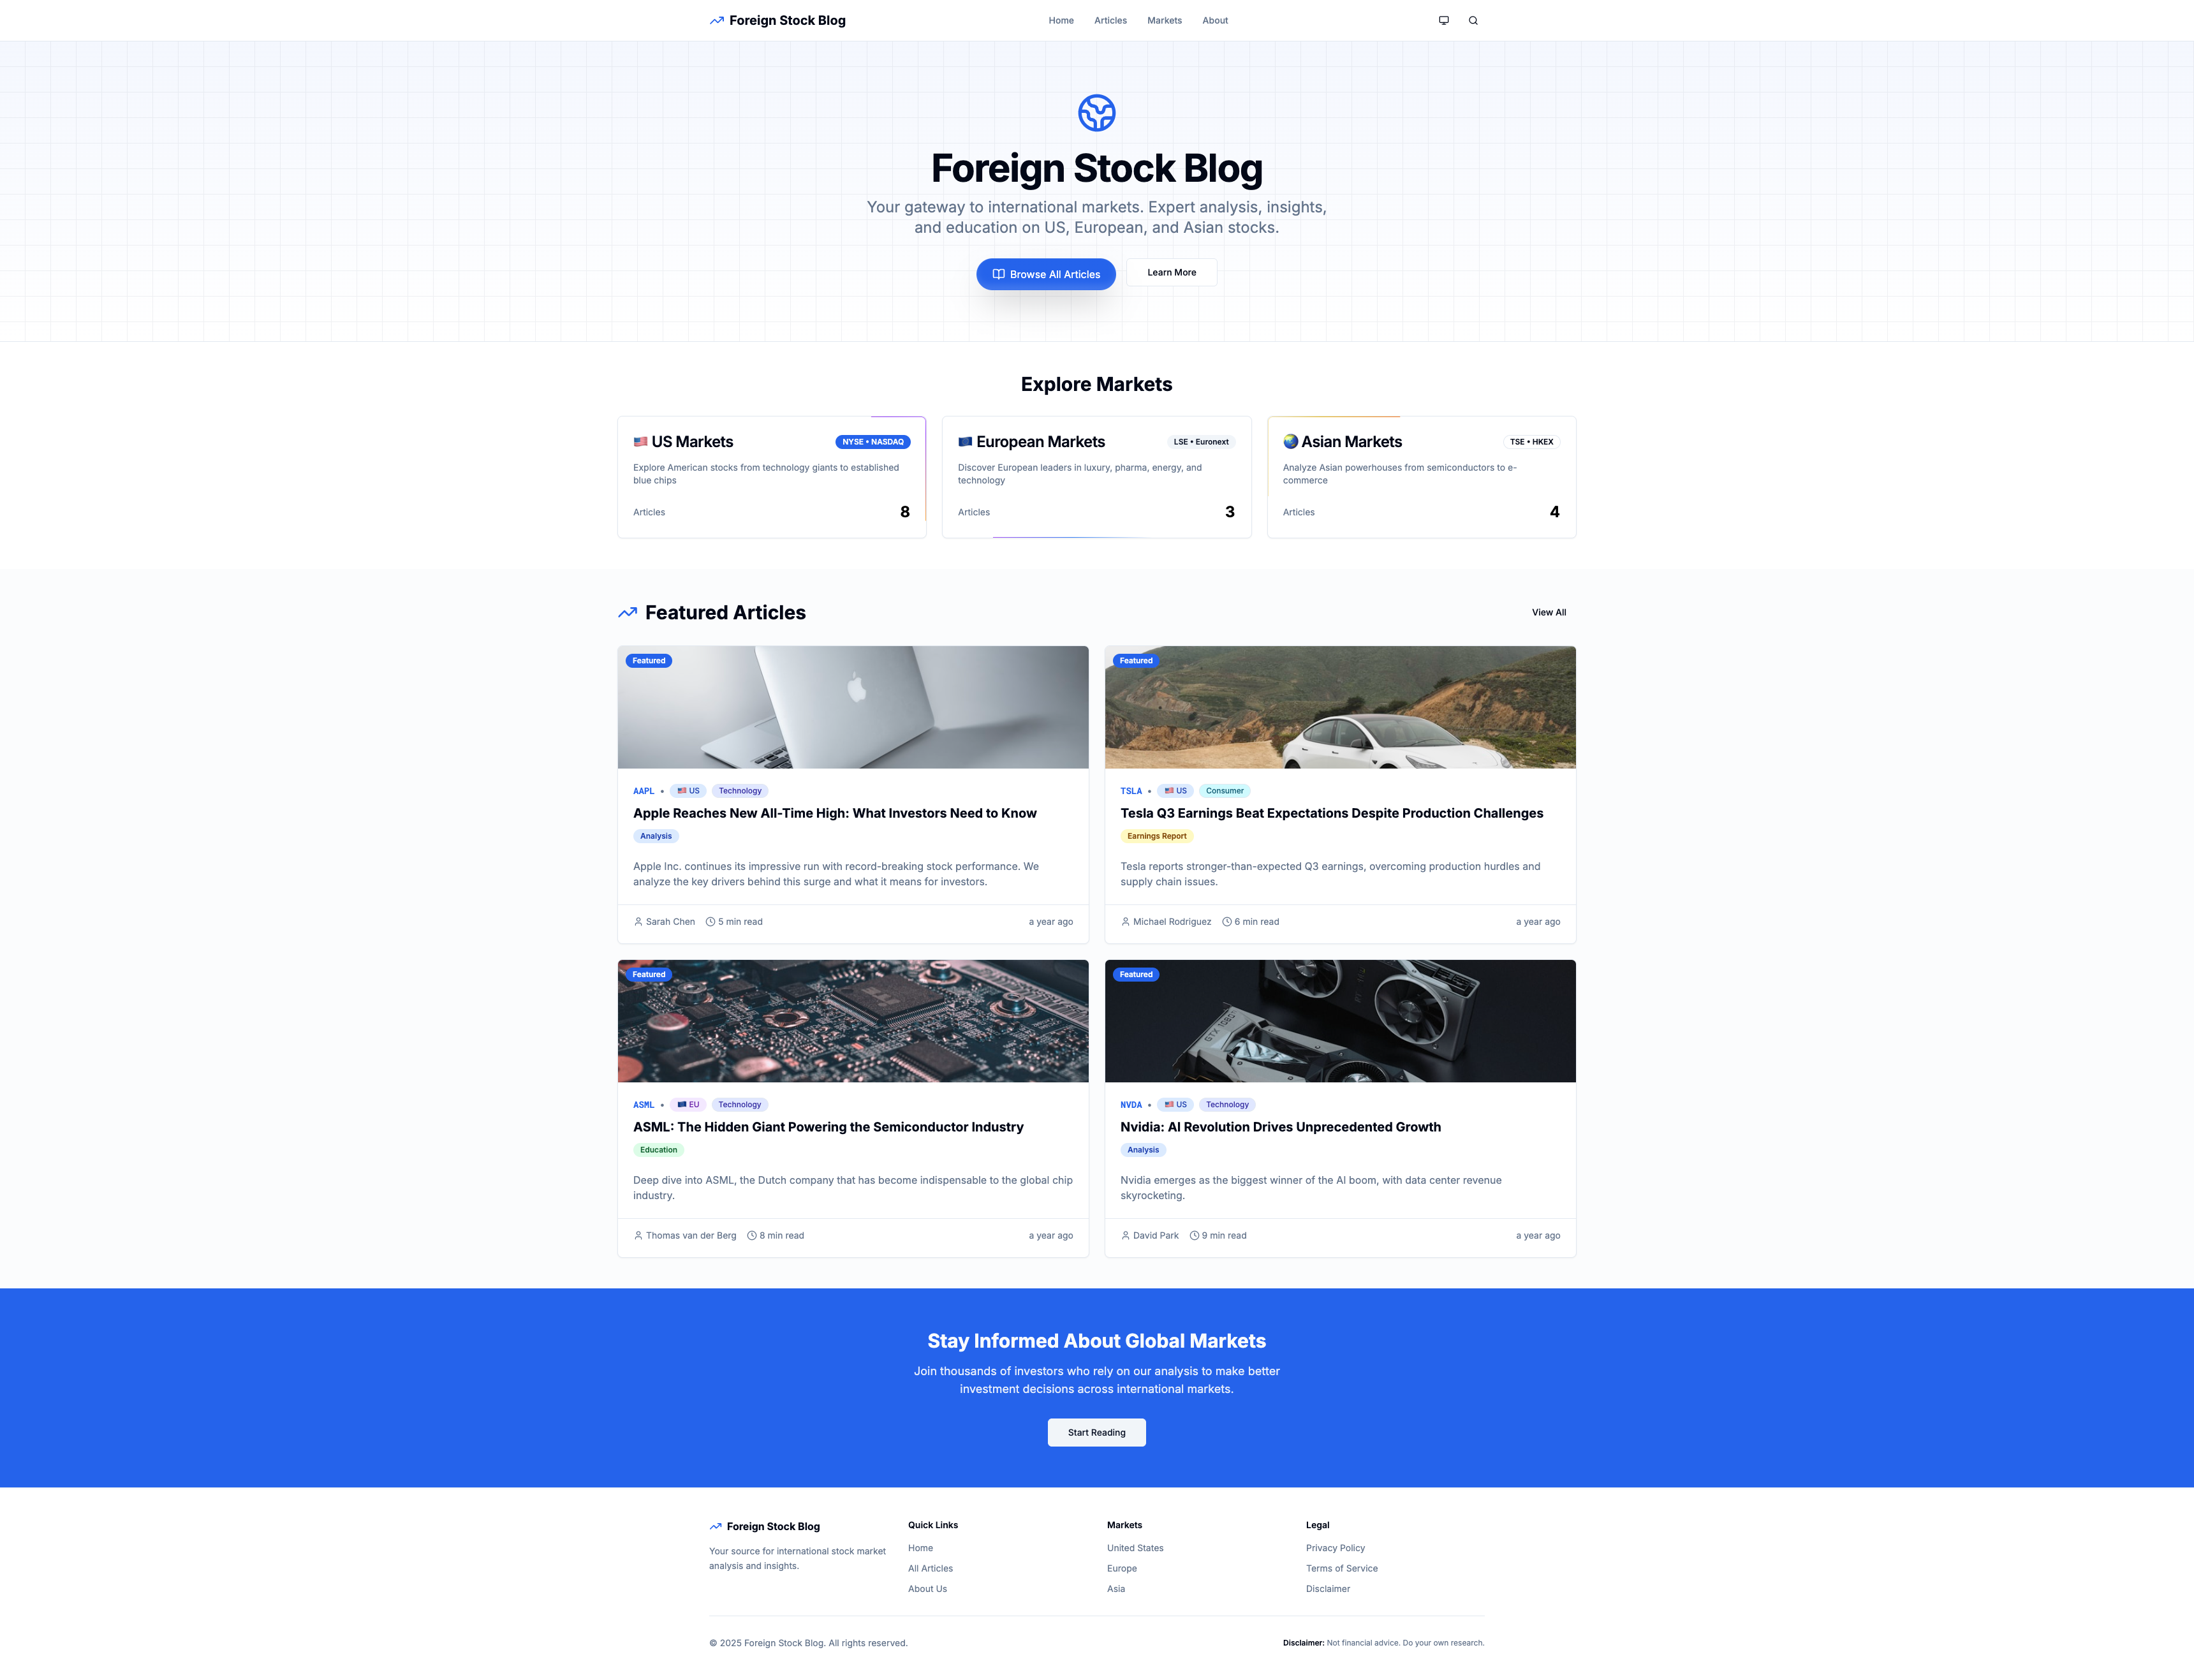 Foreign Stock Blog
Home
Articles
Markets
About
Foreign Stock Blog
Your gateway to international markets. Expert analysis, insights,
and education on US, European, and Asian stocks.
Browse All Articles
Learn More
Explore Markets
US Markets
NYSE • NASDAQ
Explore American stocks from technology giants to established
blue chips
Articles
8
European Markets
LSE • Euronext
Discover European leaders in luxury, pharma, energy, and
technology
Articles
3
Asian Markets
TSE • HKEX
Analyze Asian powerhouses from semiconductors to e-
commerce
Articles
4
Featured Articles
View All
Featured
AAPL • US Technology
Apple Reaches New All-Time High: What Investors Need to Know
Analysis
Apple Inc. continues its impressive run with record-breaking stock performance. We
analyze the key drivers behind this surge and what it means for investors.
Sarah Chen 5 min read a year ago
Featured
TSLA • US Consumer
Tesla Q3 Earnings Beat Expectations Despite Production Challenges
Earnings Report
Tesla reports stronger-than-expected Q3 earnings, overcoming production hurdles and
supply chain issues.
Michael Rodriguez 6 min read a year ago
Featured
ASML • EU Technology
ASML: The Hidden Giant Powering the Semiconductor Industry
Education
Deep dive into ASML, the Dutch company that has become indispensable to the global chip
industry.
Thomas van der Berg 8 min read a year ago
Featured
GTX 1080
NVDA • US Technology
Nvidia: AI Revolution Drives Unprecedented Growth
Analysis
Nvidia emerges as the biggest winner of the AI boom, with data center revenue
skyrocketing.
David Park 9 min read a year ago
Stay Informed About Global Markets
Join thousands of investors who rely on our analysis to make better
investment decisions across international markets.
Start Reading
Foreign Stock Blog
Your source for international stock market
analysis and insights.
Quick Links
Home
All Articles
About Us
Markets
United States
Europe
Asia
Legal
Privacy Policy
Terms of Service
Disclaimer
© 2025 Foreign Stock Blog. All rights reserved.
Disclaimer: Not financial advice. Do your own research.